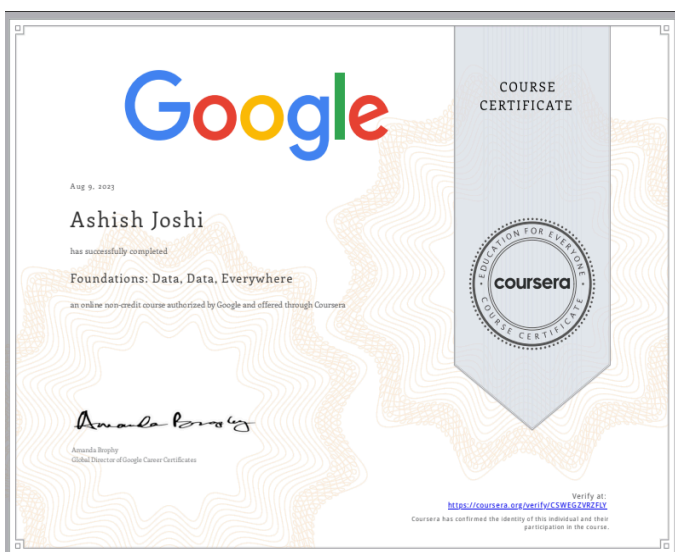 Google
COURSE
CERTIFICATE
Aug 9, 2023
Ashish Joshi
has successfully completed
Foundations: Data, Data, Everywhere
an online non-credit course authorized by Google and offered through Coursera
EDUCATION FOR EVERYONE
coursera
COURSE CERTIFICATE
Amanda Brophy
Amanda Brophy
Global Director of Google Career Certificates
Verify at:
https://coursera.org/verify/CSWEGZVRZFLY
Coursera has confirmed the identity of this individual and their
participation in the course.